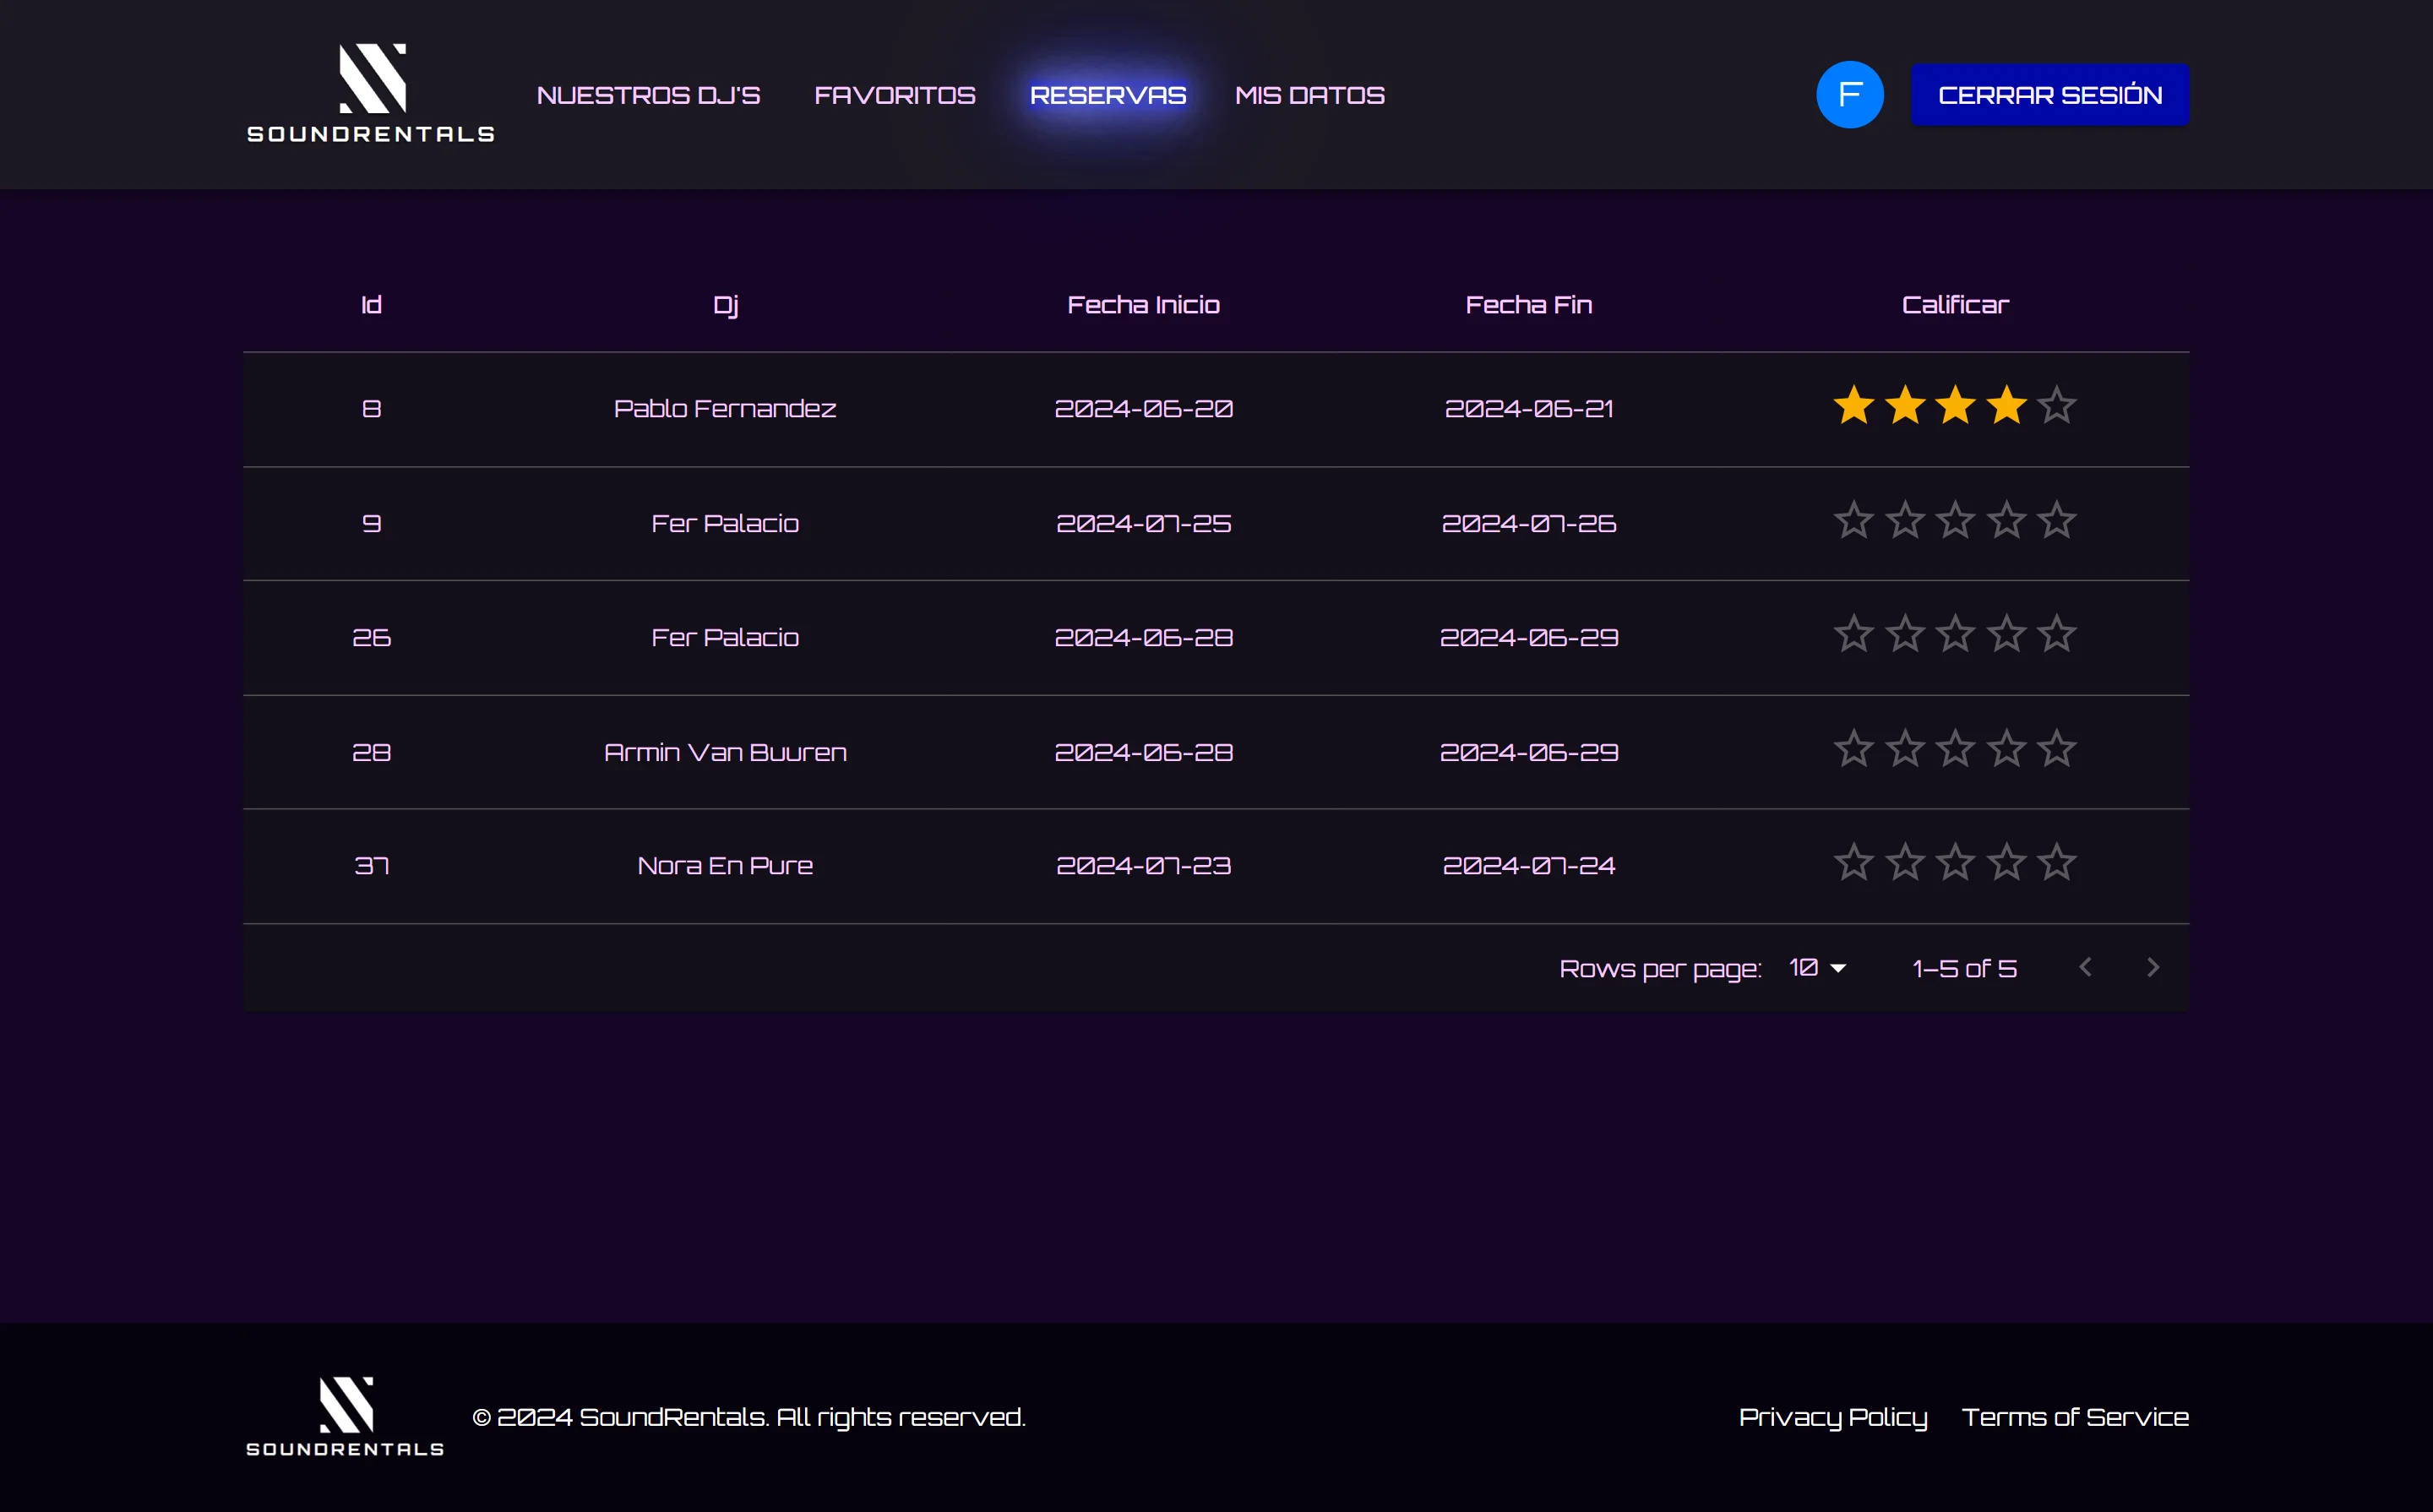 SOUNDRENTALS
NUESTROS DJ'S FAVORITOS RESERVAS MIS DATOS F CERRAR SESIÓN
Id Dj Fecha Inicio Fecha Fin Calificar
8 Pablo Fernandez 2024-06-20 2024-06-21
9 Fer Palacio 2024-07-25 2024-07-26
26 Fer Palacio 2024-06-28 2024-06-29
28 Armin Van Buuren 2024-06-28 2024-06-29
37 Nora En Pure 2024-07-23 2024-07-24
Rows per page: 10 1–5 of 5
SOUNDRENTALS
© 2024 SoundRentals. All rights reserved. Privacy Policy Terms of Service